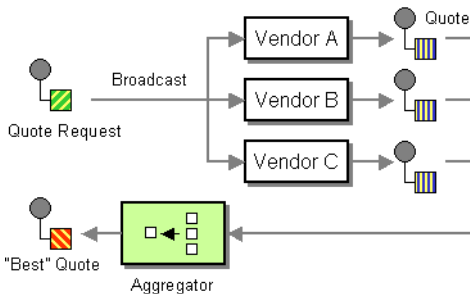 Vendor A
Quote
Broadcast
Vendor B
Quote Request
Vendor C
"Best" Quote
Aggregator